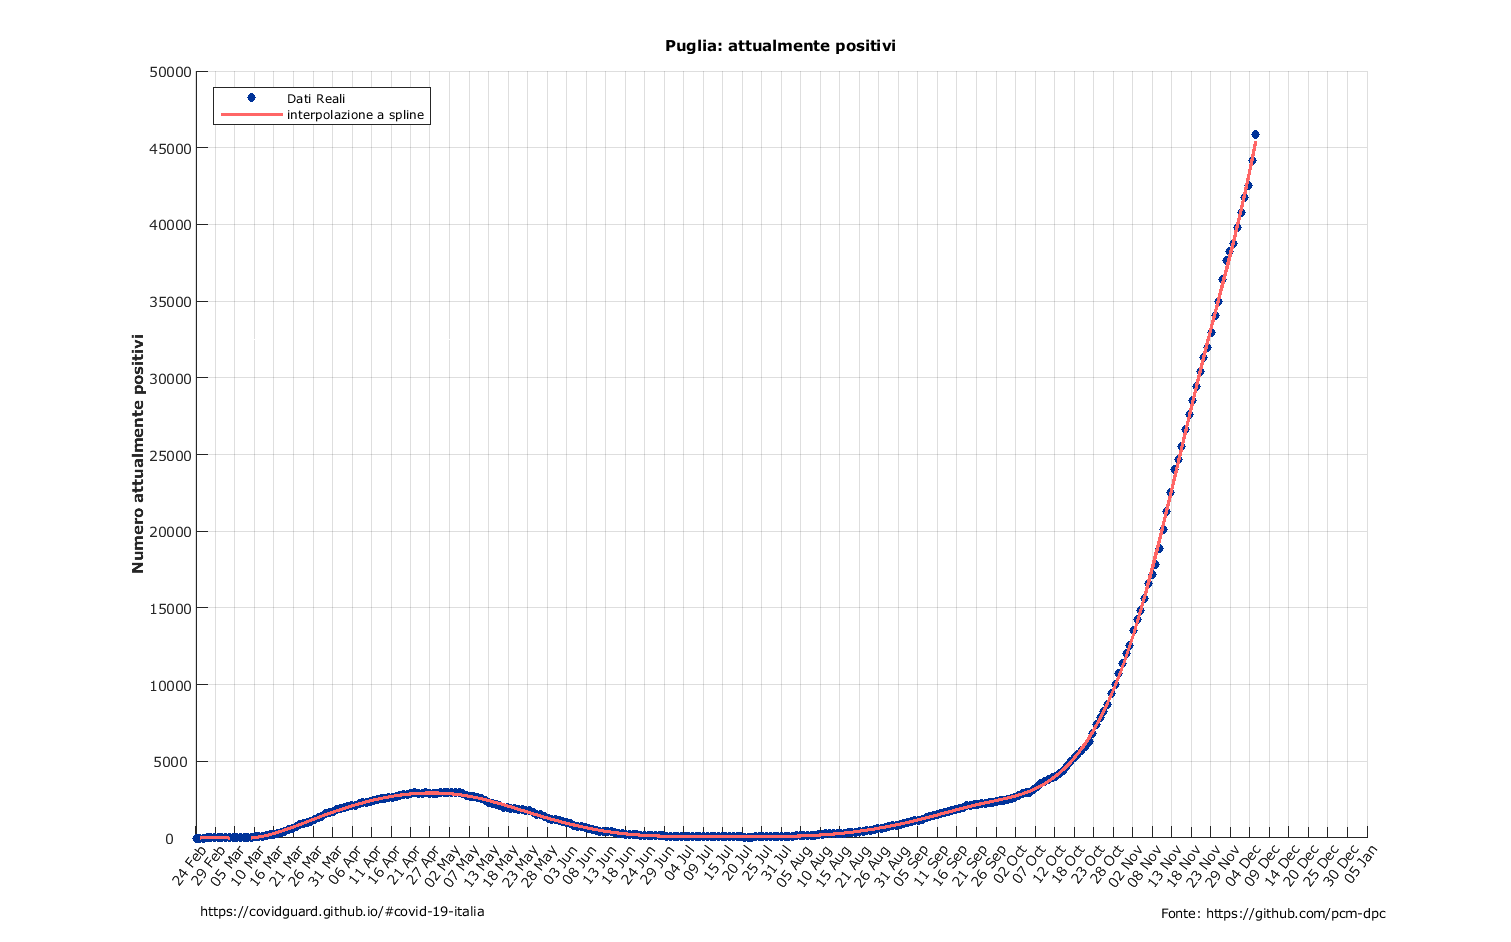 Puglia: attualmente positivi
Dati Reali
interpolazione a spline
Numero attualmente positivi
50000
45000
40000
35000
30000
25000
20000
15000
10000
5000
0
24 Feb
29 Feb
05 Mar
10 Mar
16 Mar
21 Mar
26 Mar
31 Mar
06 Apr
11 Apr
16 Apr
21 Apr
27 Apr
02 May
07 May
13 May
18 May
23 May
28 May
03 Jun
08 Jun
13 Jun
18 Jun
24 Jun
29 Jun
04 Jul
09 Jul
15 Jul
20 Jul
25 Jul
31 Jul
05 Aug
10 Aug
15 Aug
21 Aug
26 Aug
31 Aug
05 Sep
11 Sep
16 Sep
21 Sep
26 Sep
02 Oct
07 Oct
12 Oct
18 Oct
23 Oct
28 Oct
02 Nov
08 Nov
13 Nov
18 Nov
23 Nov
29 Nov
04 Dec
09 Dec
14 Dec
20 Dec
25 Dec
30 Dec
05 Jan
https://covidguard.github.io/#covid-19-italia
Fonte: https://github.com/pcm-dpc